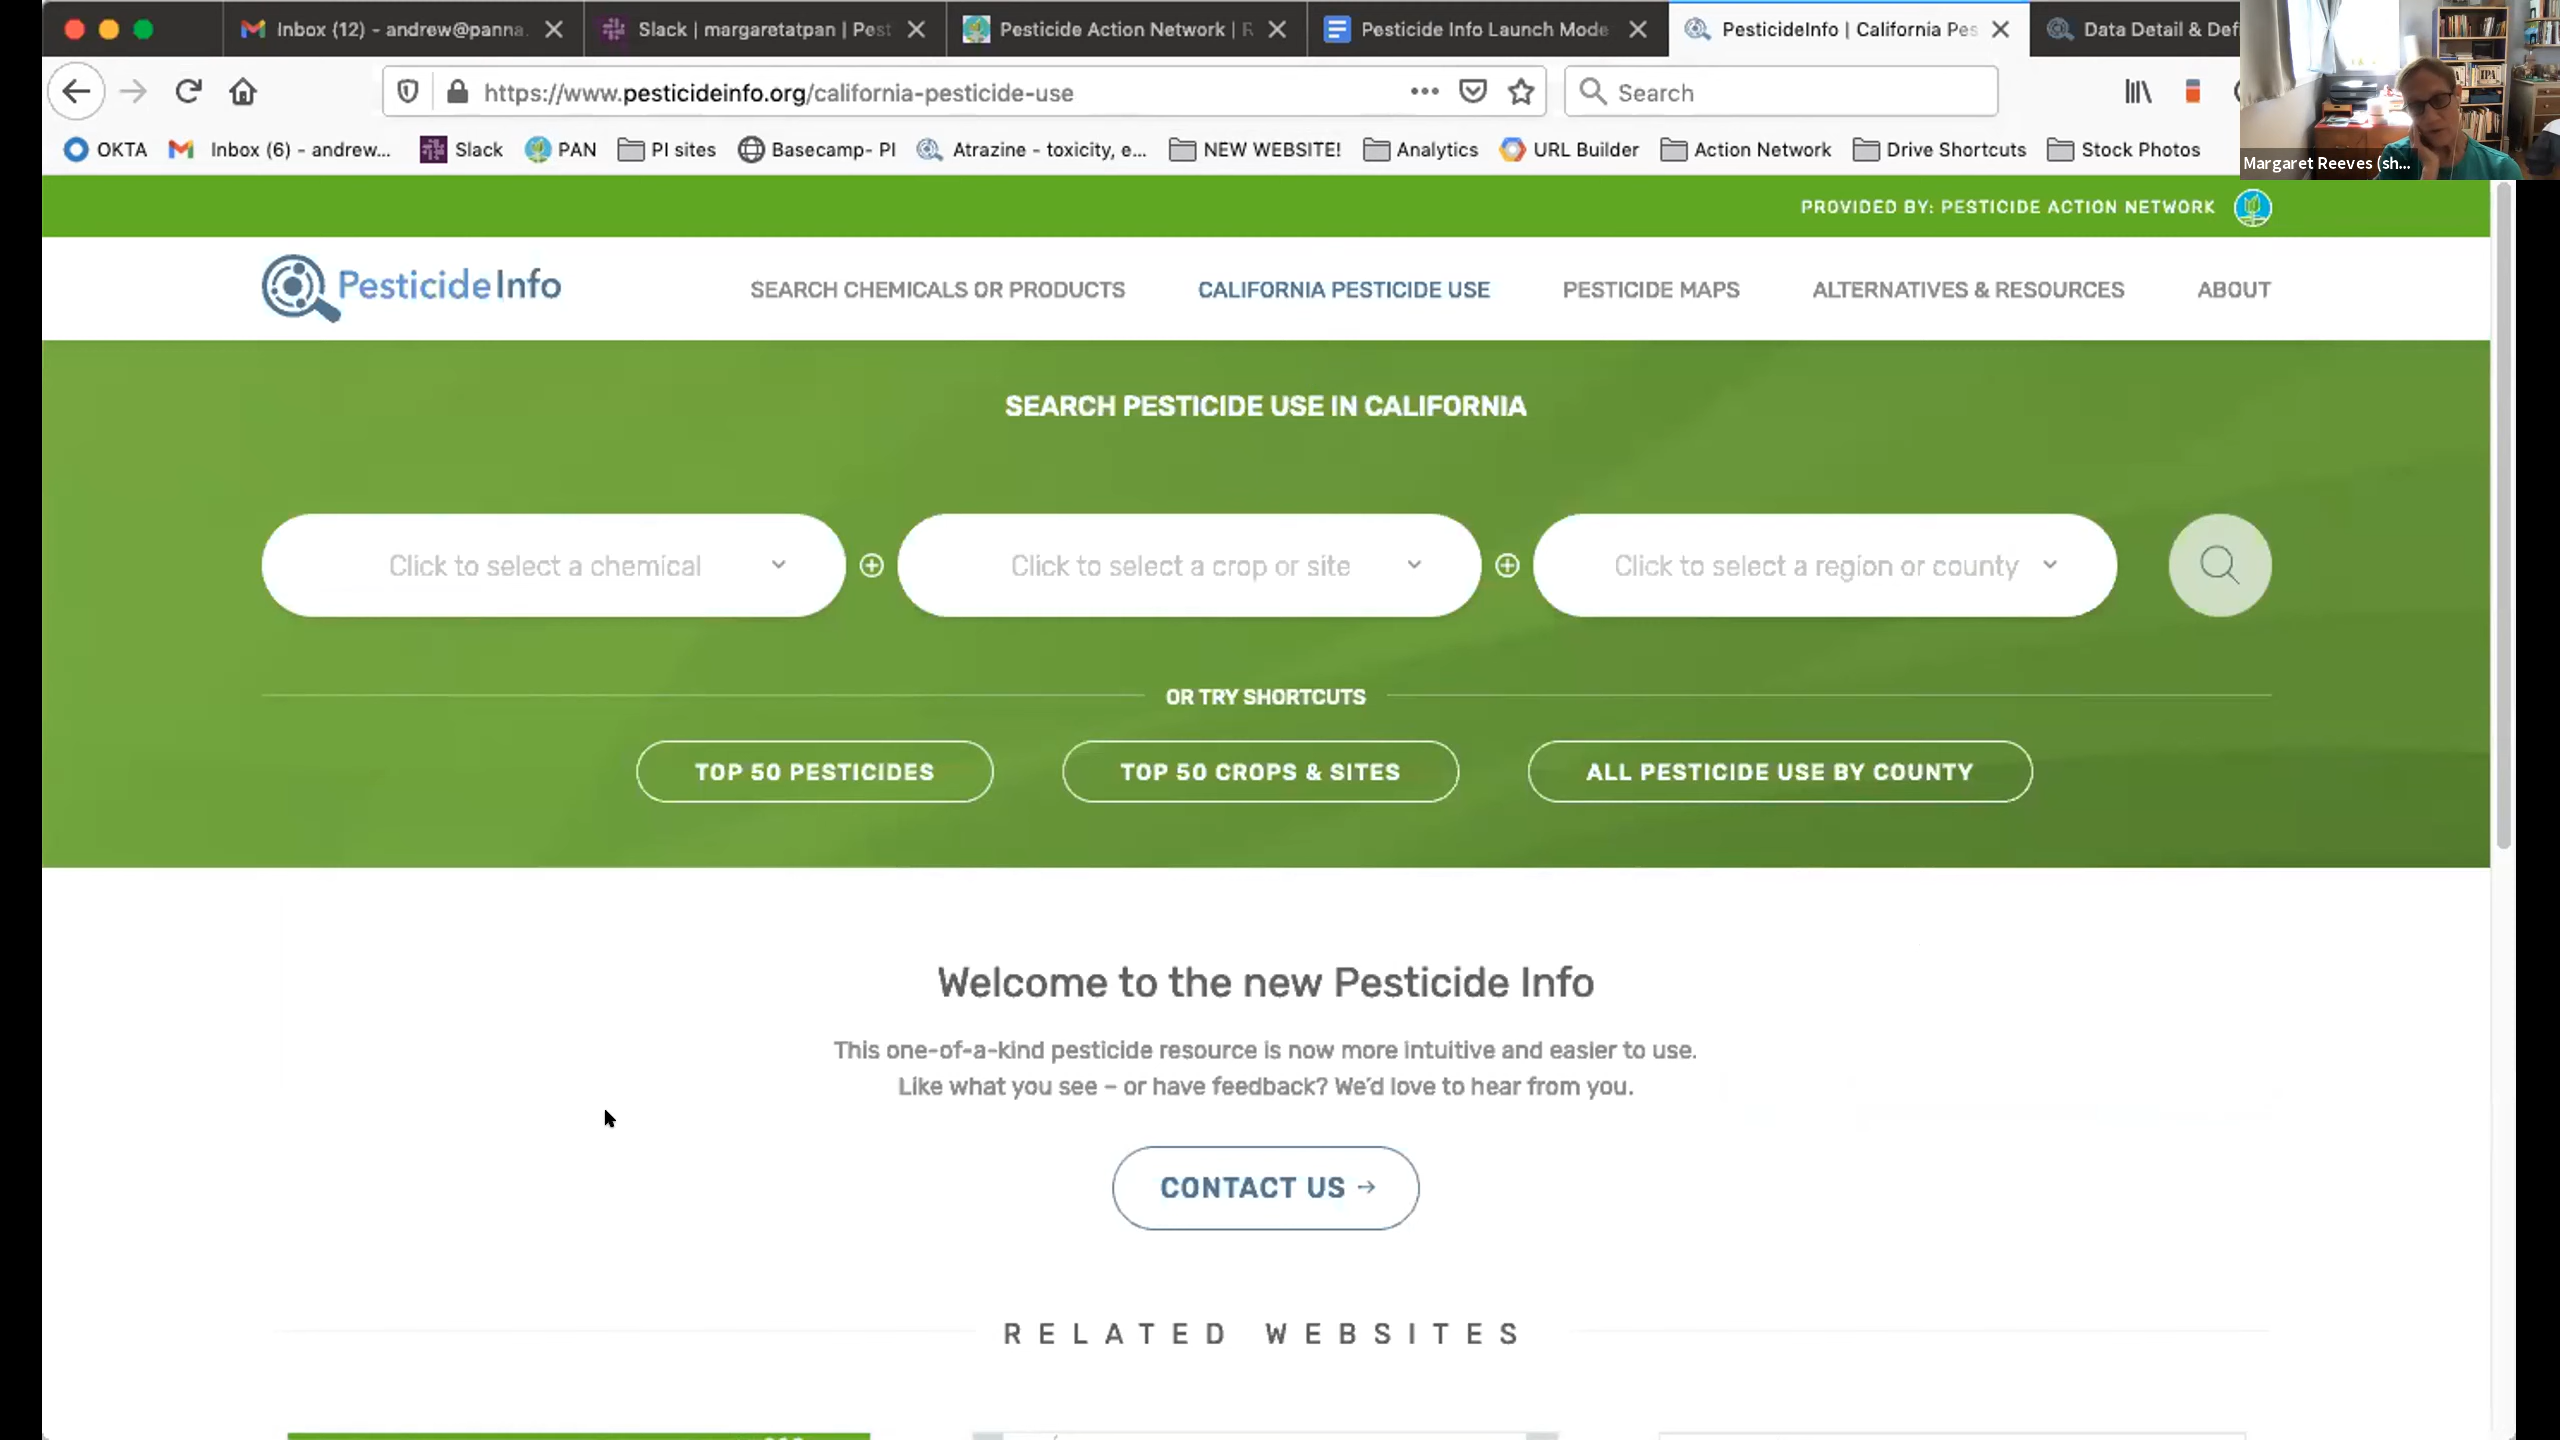 Inbox (12) - andrew@panna.
Slack | margaretatpan | Pest
Pesticide Action Network | R
Pesticide Info Launch Mode
PesticideInfo | California Pes
Data Detail & Def
https://www.pesticideinfo.org/california-pesticide-use
Search
OKTA
Inbox (6) - andrew...
Slack
PAN
PI sites
Basecamp- PI
Atrazine - toxicity, e...
NEW WEBSITE!
Analytics
URL Builder
Action Network
Drive Shortcuts
Stock Photos
Margaret Reeves (sh...
PROVIDED BY: PESTICIDE ACTION NETWORK
PesticideInfo
SEARCH CHEMICALS OR PRODUCTS
CALIFORNIA PESTICIDE USE
PESTICIDE MAPS
ALTERNATIVES & RESOURCES
ABOUT
SEARCH PESTICIDE USE IN CALIFORNIA
Click to select a chemical
Click to select a crop or site
Click to select a region or county
OR TRY SHORTCUTS
TOP 50 PESTICIDES
TOP 50 CROPS & SITES
ALL PESTICIDE USE BY COUNTY
Welcome to the new Pesticide Info
This one-of-a-kind pesticide resource is now more intuitive and easier to use.
Like what you see – or have feedback? We'd love to hear from you.
CONTACT US →
RELATED WEBSITES